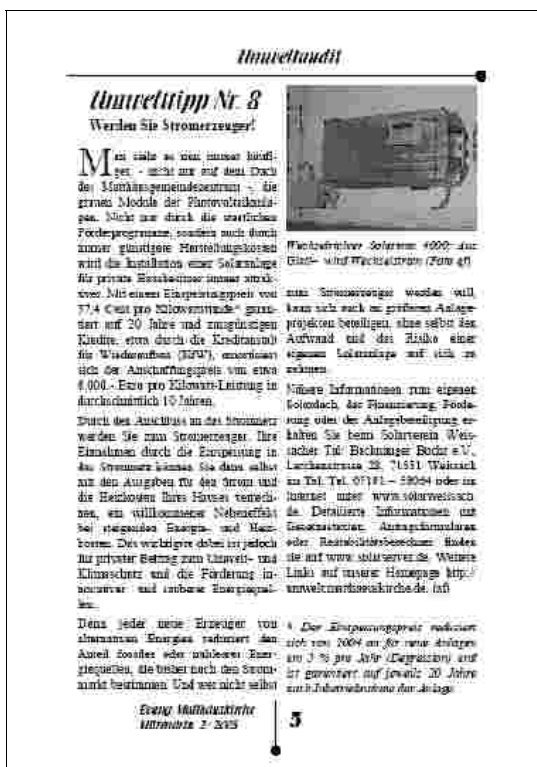 Umweltaudit
Umwelttipp Nr. 8
Werden Sie Stromerzeuger!
Man sieht es nun immer häufi-
ger, - nicht nur auf dem Dach
des Matthäusgemeindezentrum -, die
Module der Photovoltaikanla-
gen. Nicht nur durch die staatlichen
Förderprogramme, sondern auch durch
immer günstigere Herstellungskosten
wird die Installation einer Solaranlage
für private Hausbesitzer immer attrak-
tiver. Mit einem Einspeisungspreis von
57,4 Cent pro Kilowattstunde* garan-
tiert auf 20 Jahre und zinsgünstigen
Kredite, etwa durch die Kreditanstalt
für Wiederaufbau (KfW), amortisiert
sich der Anschaffungspreis von etwa
6.000,- Euro pro Kilowatt-Leistung in
durchschnittlich 10 Jahren.
Durch den Anschluss an das Stromnetz
werden Sie zum Stromerzeuger. Ihre
Einnahmen durch die Einspeisung in
das Stromnetz können Sie dann selbst
mit den Ausgaben für den Strom und
die Heizkosten Ihres Hauses verrech-
nen, ein willkommener Nebeneffekt
bei steigenden Energie- und Heiz-
kosten. Das wichtigste dabei ist jedoch
Ihr privater Beitrag zum Umwelt- und
Klimaschutz und die Förderung in-
novativer und sauberer Energiequel-
len.
Denn jeder neue Erzeuger von
alternativen Energien reduziert den
Anteil fossiler oder nuklearer Ener-
giequellen, die bisher noch den Strom-
markt bestimmen. Und wer nicht selbst
Wechselrichter Solarmax 4000: Aus
Gleich- wird Wechselstrom (Foto af)
zum Stromerzeuger werden will,
kann sich auch an größeren Anlage-
projekten beteiligen, ohne selbst den
Aufwand und das Risiko einer
eigenen Solaranlage auf sich zu
nehmen.
Nähere Informationen zum eigenen
Solardach, der Finanzierung, Förde-
rung oder der Anlagebeteiligung er-
halten Sie beim Solarverein Weis-
sacher Tal/ Backnanger Bucht e.V.,
Lerchenstrasse 28, 71551 Weissach
im Tal, Tel. 07191 – 58064 oder im
Internet unter www.solarweissach.
de. Detailierte Informationen mit
Antragsformularen
oder Rentabilitätsberechner finden
sie auf www.solarserver.de. Weitere
Links auf unserer Homepage http://
umwelt.matthaeuskirche.de. (af)
* Der Einspeisungspreis reduziert
sich von 2004 an für neue Anlagen
um 5 % pro Jahr (Degression) und
ist garantiert auf jeweils 20 Jahre
nach Inbetriebnahme der Anlage.
Evang. Matthäuskirche
2/2005
5